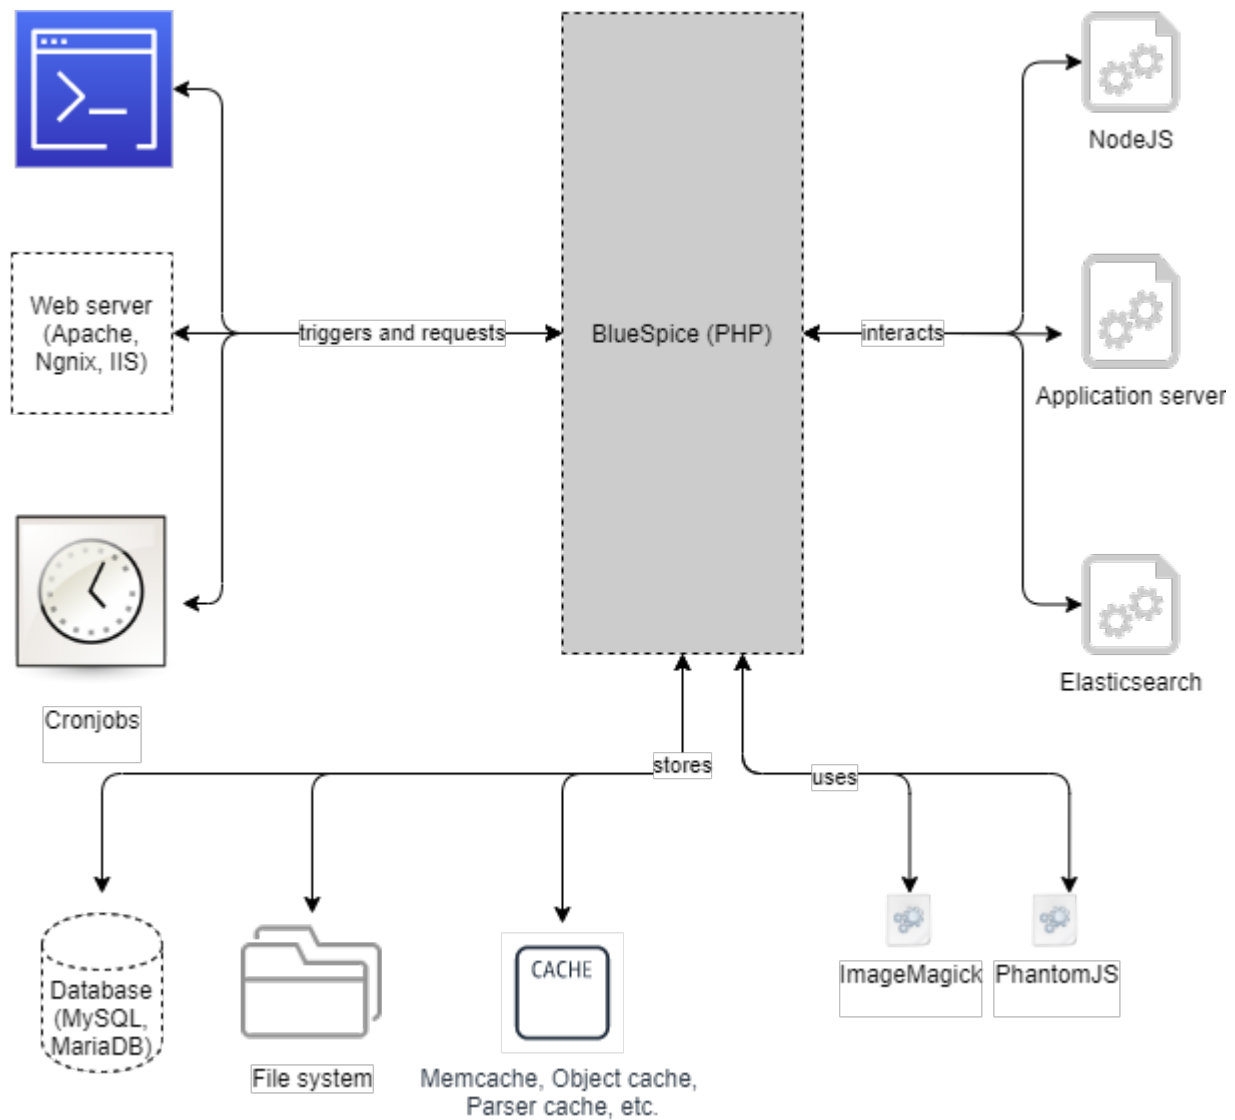 NodeJS
Web server
(Apache,
Ngnix, IIS)
triggers and requests
BlueSpice (PHP)
interacts
Application server
Elasticsearch
Cronjobs
stores
uses
Database
(MySQL,
MariaDB)
File system
CACHE
Memcache, Object cache,
Parser cache, etc.
ImageMagick
PhantomJS